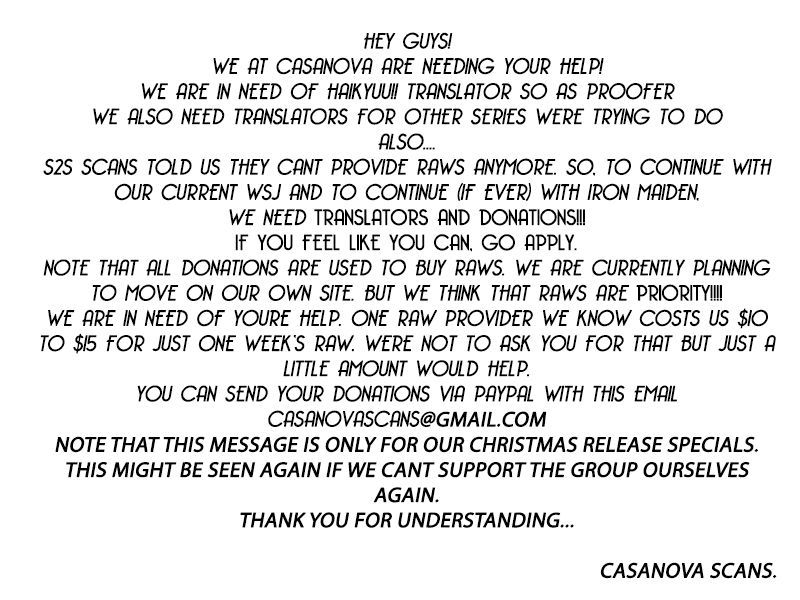 HEY GUYS!
WE AT CASANOVA ARE NEEDING YOUR HELP!
WE ARE IN NEED OF HAIKYUU!! TRANSLATOR SO AS PROOFER
WE ALSO NEED TRANSLATORS FOR OTHER SERIES WERE TRYING TO DO
ALSO....
S2S SCANS TOLD US THEY CANT PROVIDE RAWS ANYMORE. SO, TO CONTINUE WITH
OUR CURRENT WSJ AND TO CONTINUE (IF EVER) WITH IRON MAIDEN,
WE NEED TRANSLATORS AND DONATIONS!!!
IF YOU FEEL LIKE YOU CAN, GO APPLY.
NOTE THAT ALL DONATIONS ARE USED TO BUY RAWS. WE ARE CURRENTLY PLANNING
TO MOVE ON OUR OWN SITE. BUT WE THINK THAT RAWS ARE PRIORITY!!!!
WE ARE IN NEED OF YOURE HELP. ONE RAW PROVIDER WE KNOW COSTS US $10
TO $15 FOR JUST ONE WEEK'S RAW. WERE NOT TO ASK YOU FOR THAT BUT JUST A
LITTLE AMOUNT WOULD HELP.
YOU CAN SEND YOUR DONATIONS VIA PAYPAL WITH THIS EMAIL
CASANOVASCANS@GMAIL.COM
NOTE THAT THIS MESSAGE IS ONLY FOR OUR CHRISTMAS RELEASE SPECIALS.
THIS MIGHT BE SEEN AGAIN IF WE CANT SUPPORT THE GROUP OURSELVES
AGAIN.
THANK YOU FOR UNDERSTANDING...
CASANOVA SCANS.